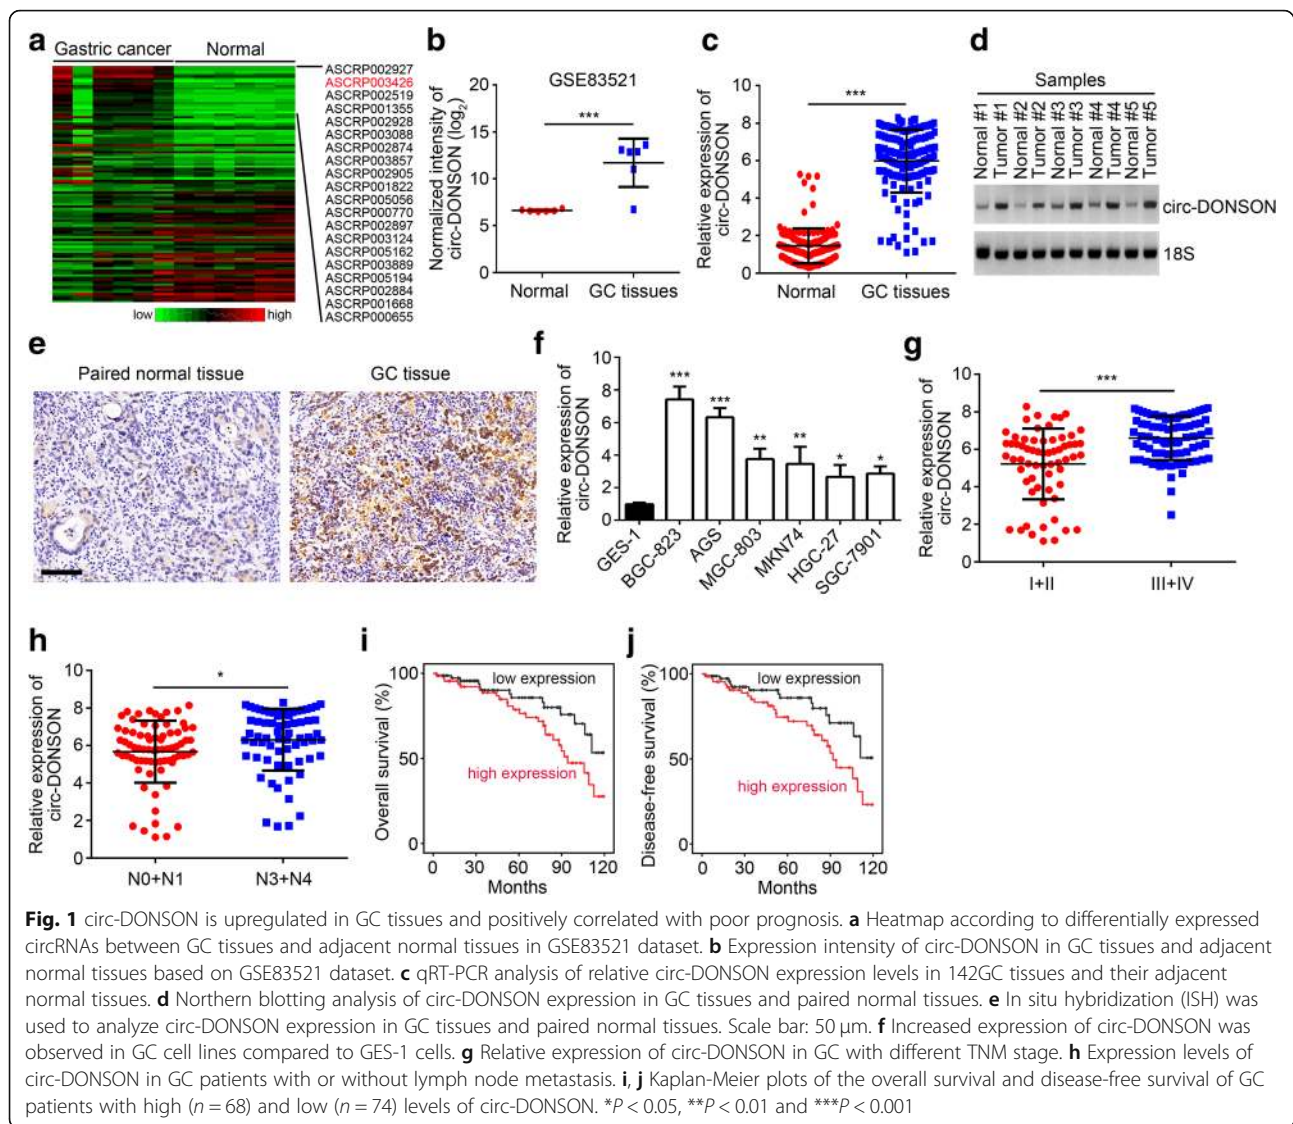 a
Gastric cancer Normal
ASCRP002927
ASCRP003426
ASCRP002519
ASCRP001355
ASCRP002928
ASCRP003088
ASCRP002874
ASCRP003857
ASCRP002905
ASCRP001822
ASCRP005056
ASCRP000770
ASCRP002897
ASCRP003124
ASCRP005162
ASCRP003889
ASCRP005194
ASCRP002884
ASCRP001668
ASCRP000655
low high
b
GSE83521
Normalized intensity of
circ-DONSON (log2)
20
15
10
5
0
***
Normal GC tissues
c
Relative expression of
circ-DONSON
10
8
6
4
2
0
***
Normal GC tissues
d
Samples
Normal #1
Tumor #1
Normal #2
Tumor #2
Normal #3
Tumor #3
Normal #4
Tumor #4
Normal #5
Tumor #5
circ-DONSON
18S
e
Paired normal tissue GC tissue
f
Relative expression of
circ-DONSON
10
8
6
4
2
0
***
***
**
**
*
*
GES-1
BGC-823
AGS
MGC-803
MKN74
HGC-27
SGC-7901
g
Relative expression of
circ-DONSON
10
8
6
4
2
0
***
I+II III+IV
h
Relative expression of
circ-DONSON
10
8
6
4
2
0
*
N0+N1 N3+N4
i
Overall survival (%)
100
50
0
low expression
high expression
0 30 60 90 120
Months
j
Disease-free survival (%)
100
50
0
low expression
high expression
0 30 60 90 120
Months
Fig. 1 circ-DONSON is upregulated in GC tissues and positively correlated with poor prognosis. a Heatmap according to differentially expressed
circRNAs between GC tissues and adjacent normal tissues in GSE83521 dataset. b Expression intensity of circ-DONSON in GC tissues and adjacent
normal tissues based on GSE83521 dataset. c qRT-PCR analysis of relative circ-DONSON expression levels in 142GC tissues and their adjacent
normal tissues. d Northern blotting analysis of circ-DONSON expression in GC tissues and paired normal tissues. e In situ hybridization (ISH) was
used to analyze circ-DONSON expression in GC tissues and paired normal tissues. Scale bar: 50 μm. f Increased expression of circ-DONSON was
observed in GC cell lines compared to GES-1 cells. g Relative expression of circ-DONSON in GC with different TNM stage. h Expression levels of
circ-DONSON in GC patients with or without lymph node metastasis. i, j Kaplan-Meier plots of the overall survival and disease-free survival of GC
patients with high (n = 68) and low (n = 74) levels of circ-DONSON. *P < 0.05, **P < 0.01 and ***P < 0.001